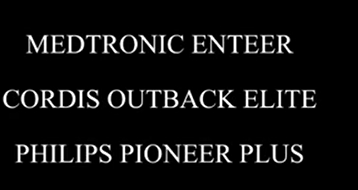 MEDTRONIC ENTEER
CORDIS OUTBACK ELITE
PHILIPS PIONEER PLUS